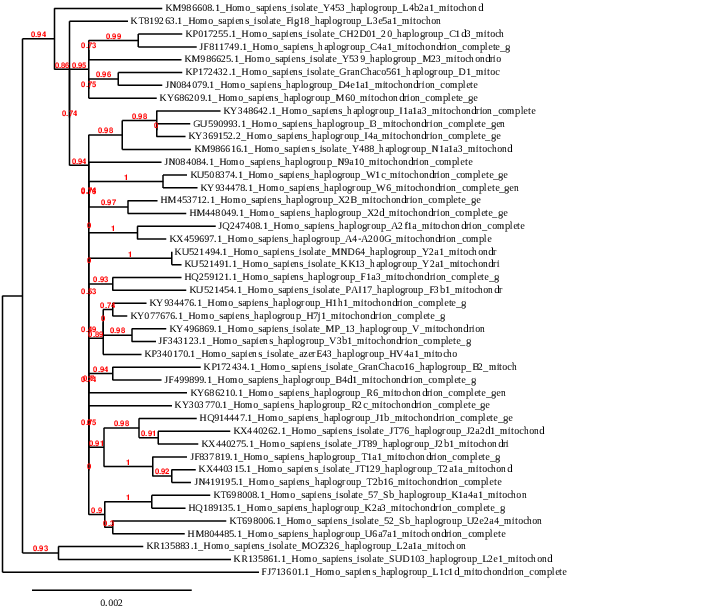 KM986608.1_Homo_sapiens_isolate_Y453_haplogroup_L4b2a1_mitochond
0.94
KT819263.1_Homo_sapiens_isolate_Fig18_haplogroup_L3e5a1_mitochon
KP017255.1_Homo_sapiens_isolate_CH2D01_20_haplogroup_C1d3_mitoch
0.99
0.73
JF811749.1_Homo_sapiens_haplogroup_C4a1_mitochondrion_complete_g
KM986625.1_Homo_sapiens_isolate_Y539_haplogroup_M23_mitochondrio
0.86 0.95
KP172432.1_Homo_sapiens_isolate_GranChaco561_haplogroup_D1_mitoc
0.96
0.75
JN084079.1_Homo_sapiens_haplogroup_D4e1a1_mitochondrion_complete
KY686209.1_Homo_sapiens_haplogroup_M60_mitochondrion_complete_ge
0.74
KY348642.1_Homo_sapiens_haplogroup_I1a1a3_mitochondrion_complete
0.98
GU590993.1_Homo_sapiens_haplogroup_I3_mitochondrion_complete_gen
0.98
KY369152.2_Homo_sapiens_haplogroup_I4a_mitochondrion_complete_ge
KM986616.1_Homo_sapiens_isolate_Y488_haplogroup_N1a1a3_mitochond
0.94
JN084084.1_Homo_sapiens_haplogroup_N9a10_mitochondrion_complete
KU508374.1_Homo_sapiens_haplogroup_W1c_mitochondrion_complete_ge
1
KY934478.1_Homo_sapiens_haplogroup_W6_mitochondrion_complete_gen
HM453712.1_Homo_sapiens_haplogroup_X2B_mitochondrion_complete_ge
0.97
HM448049.1_Homo_sapiens_haplogroup_X2d_mitochondrion_complete_ge
JQ247408.1_Homo_sapiens_haplogroup_A2f1a_mitochondrion_complete
1
KX459697.1_Homo_sapiens_haplogroup_A4-A200G_mitochondrion_comple
KU521494.1_Homo_sapiens_isolate_MND64_haplogroup_Y2a1_mitochondr
1
KU521491.1_Homo_sapiens_isolate_KK13_haplogroup_Y2a1_mitochondri
HQ259121.1_Homo_sapiens_haplogroup_F1a3_mitochondrion_complete_g
0.93
KU521454.1_Homo_sapiens_isolate_PAI17_haplogroup_F3b1_mitochondr
KY934476.1_Homo_sapiens_haplogroup_H1h1_mitochondrion_complete_g
KY077676.1_Homo_sapiens_haplogroup_H7j1_mitochondrion_complete_g
KY496869.1_Homo_sapiens_isolate_MP_13_haplogroup_V_mitochondrion
0.98
JF343123.1_Homo_sapiens_haplogroup_V3b1_mitochondrion_complete_g
KP340170.1_Homo_sapiens_isolate_azerE43_haplogroup_HV4a1_mitocho
KP172434.1_Homo_sapiens_isolate_GranChaco16_haplogroup_B2_mitoch
0.94
JF499899.1_Homo_sapiens_haplogroup_B4d1_mitochondrion_complete_g
KY686210.1_Homo_sapiens_haplogroup_R6_mitochondrion_complete_gen
KY303770.1_Homo_sapiens_haplogroup_R2c_mitochondrion_complete_ge
HQ914447.1_Homo_sapiens_haplogroup_J1b_mitochondrion_complete_ge
0.98
KX440262.1_Homo_sapiens_isolate_JT76_haplogroup_J2a2d1_mitochond
0.91
KX440275.1_Homo_sapiens_isolate_JT89_haplogroup_J2b1_mitochondri
0.91
JF837819.1_Homo_sapiens_haplogroup_T1a1_mitochondrion_complete_g
1
KX440315.1_Homo_sapiens_isolate_JT129_haplogroup_T2a1a_mitochond
0.92
JN419195.1_Homo_sapiens_haplogroup_T2b16_mitochondrion_complete
KT698008.1_Homo_sapiens_isolate_57_Sb_haplogroup_K1a4a1_mitochon
1
HQ189135.1_Homo_sapiens_haplogroup_K2a3_mitochondrion_complete_g
0.9
KT698006.1_Homo_sapiens_isolate_52_Sb_haplogroup_U2e2a4_mitochon
HM804485.1_Homo_sapiens_haplogroup_U6a7a1_mitochondrion_complete
KR135883.1_Homo_sapiens_isolate_MOZ326_haplogroup_L2a1a_mitochon
0.93
KR135861.1_Homo_sapiens_isolate_SUD103_haplogroup_L2e1_mitochond
FJ713601.1_Homo_sapiens_haplogroup_L1c1d_mitochondrion_complete
0.002